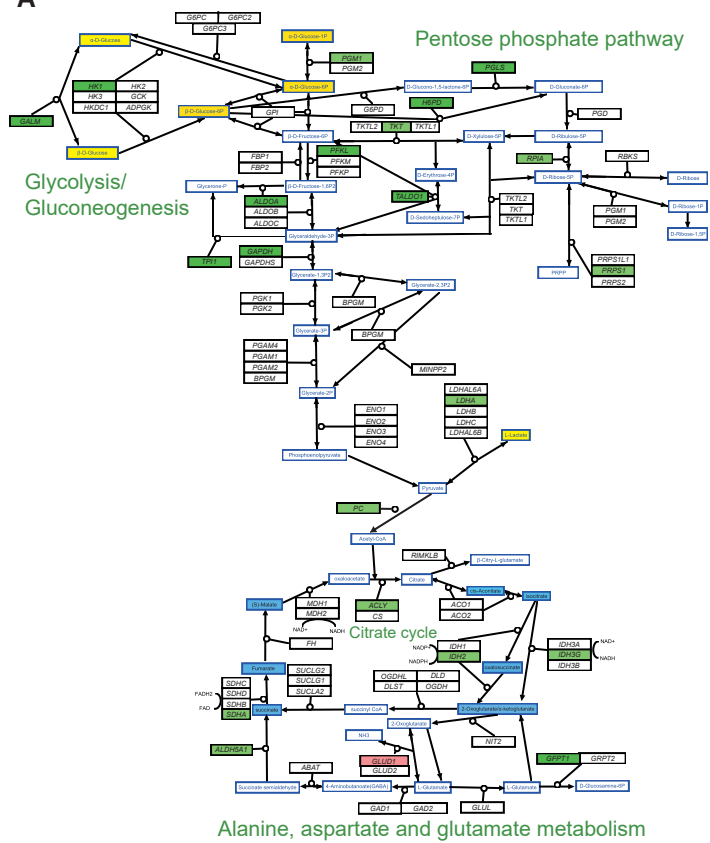 A
G6PC G6PC2
G6PC3
α-D-Glucose
α-D-Glucose-1P
Pentose phosphate pathway
PGM1
PGM2
PGLS
HK1 HK2
HK3 GCK
HKDC1 ADPGK
α-D-Glucose-6P
D-Glucono-1,5-lactone-6P
D-Gluconate-6P
GALM
β-D-Glucose-6P
GPI
G6PD
H6PD
PGD
TKTL2 TKT TKTL1
β-D-Glucose
β-D-Fructose-6P
D-Xylulose-5P
D-Ribulose-5P
FBP1
FBP2
PFKL
PFKM
PFKP
RPIA
RBKS
Glycolysis/
Gluconeogenesis
Glycerone-P
β-D-Fructose-1,6P2
D-Erythrose-4P
D-Ribose-5P
D-Ribose
ALDOA
ALDOB
ALDOC
TALDO1
TKTL2
TKT
TKTL1
PGM1
PGM2
D-Ribose-1P
D-Sedoheptulose-7P
D-Ribose-1,5P
Glyceraldehyde-3P
TPI1
GAPDH
GAPDHS
PRPS1L1
PRPS1
PRPS2
PRPP
Glycerate-1,3P2
Glycerate-2,3P2
PGK1
PGK2
BPGM
Glycerate-3P
BPGM
PGAM4
PGAM1
PGAM2
BPGM
MINPP2
Glycerate-2P
LDHAL6A
LDHA
LDHB
LDHC
LDHAL6B
ENO1
ENO2
ENO3
ENO4
L-Lactate
Phosphoenolpyruvate
Pyruvate
PC
Acetyl-CoA
RIMKLB
β-Citry-L-glutamate
oxaloacetate
Citrate
cis-Aconitate
isocitrate
(S)-Malate
MDH1
MDH2
NAD+ NADH
ACLY
CS
ACO1
ACO2
Citrate cycle
FH
NADP+
NADPH
IDH1
IDH2
IDH3A
IDH3G
IDH3B
NAD+
NADH
Fumarate
oxalosuccinate
SUCLG2
SUCLG1
SUCLA2
OGDHL DLD
DLST OGDH
FADH2
FAD
SDHC
SDHD
SDHB
SDHA
succinate
succinyl CoA
2-Oxoglutarate/α-ketoglutarate
2-Oxoglutarate
NH3
NIT2
ALDH5A1
GLUD1
GLUD2
GFPT1 GRPT2
ABAT
Succinate semialdehyde
4-Aminobutanoate(GABA)
L-Glutamate
L-Glutamate
D-Glucosamine-6P
GAD1 GAD2
GLUL
Alanine, aspartate and glutamate metabolism